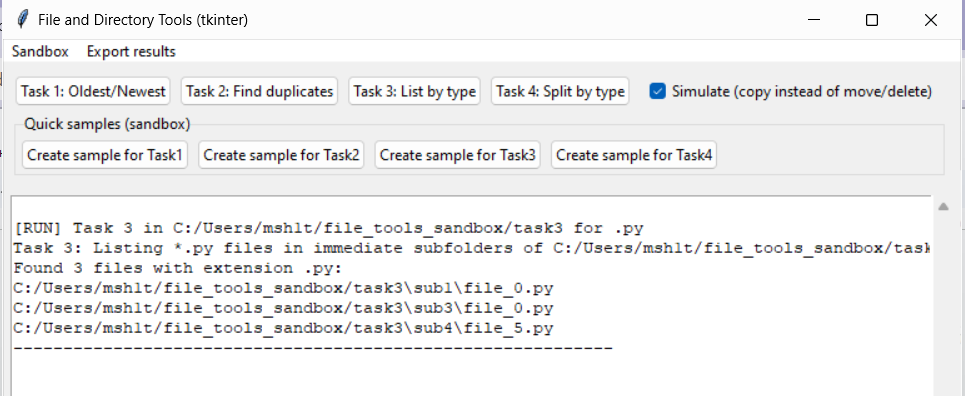 File and Directory Tools (tkinter)
Sandbox Export results
Task 1: Oldest/Newest Task 2: Find duplicates Task 3: List by type Task 4: Split by type Simulate (copy instead of move/delete)
Quick samples (sandbox)
Create sample for Task1 Create sample for Task2 Create sample for Task3 Create sample for Task4
[RUN] Task 3 in C:/Users/msh1t/file_tools_sandbox/task3 for .py
Task 3: Listing *.py files in immediate subfolders of C:/Users/msh1t/file_tools_sandbox/task
Found 3 files with extension .py:
C:/Users/msh1t/file_tools_sandbox/task3\sub1\file_0.py
C:/Users/msh1t/file_tools_sandbox/task3\sub3\file_0.py
C:/Users/msh1t/file_tools_sandbox/task3\sub4\file_5.py
------------------------------------------------------------